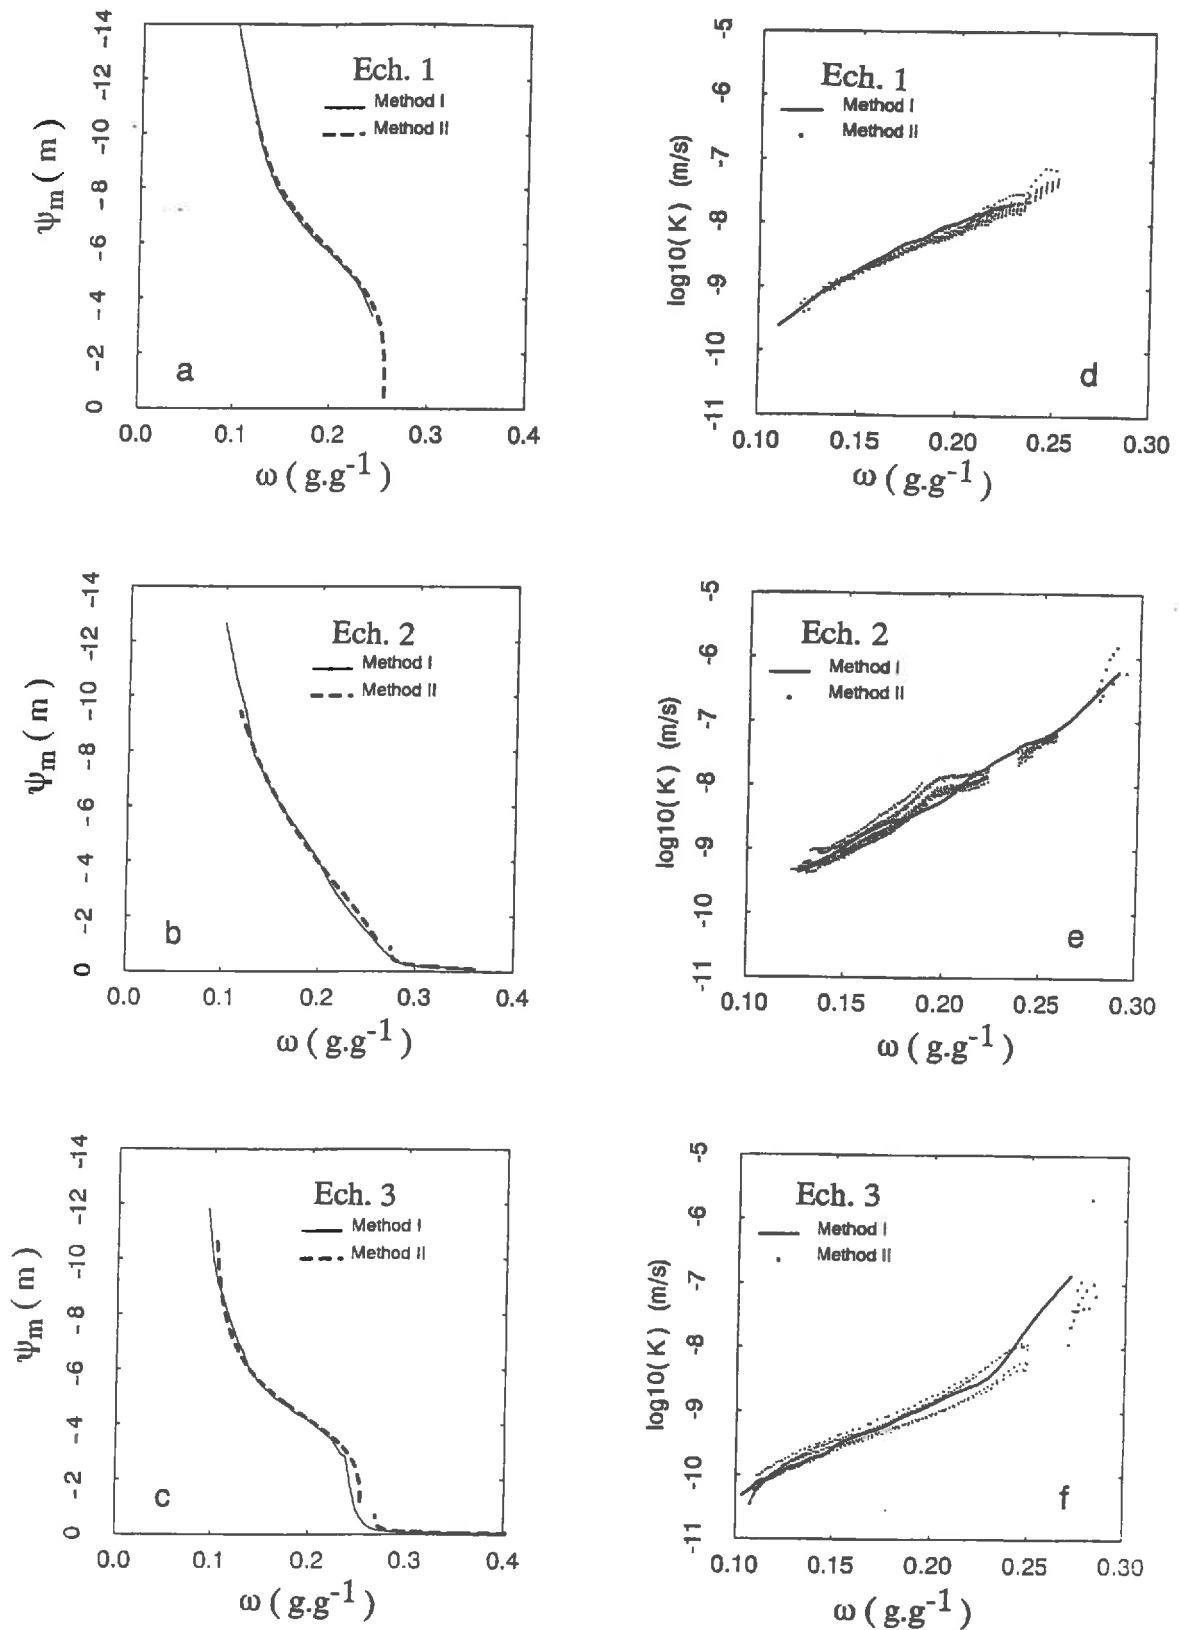 -14
-12
-10
-8
-6
-4
-2
0
ψm ( m )
Ech. 1
Method I
Method II
a
0.0 0.1 0.2 0.3 0.4
ω ( g.g-1 )
-5
-6
-7
-8
-9
-10
-11
log10( K ) (m/s)
Ech. 1
Method I
Method II
d
0.10 0.15 0.20 0.25 0.30
ω ( g.g-1 )
-14
-12
-10
-8
-6
-4
-2
0
ψm ( m )
Ech. 2
Method I
Method II
b
0.0 0.1 0.2 0.3 0.4
ω ( g.g-1 )
-5
-6
-7
-8
-9
-10
-11
log10( K ) (m/s)
Ech. 2
Method I
Method II
e
0.10 0.15 0.20 0.25 0.30
ω ( g.g-1 )
-14
-12
-10
-8
-6
-4
-2
0
ψm ( m )
Ech. 3
Method I
Method II
c
0.0 0.1 0.2 0.3 0.4
ω ( g.g-1 )
-5
-6
-7
-8
-9
-10
-11
log10( K ) (m/s)
Ech. 3
Method I
Method II
f
0.10 0.15 0.20 0.25 0.30
ω ( g.g-1 )